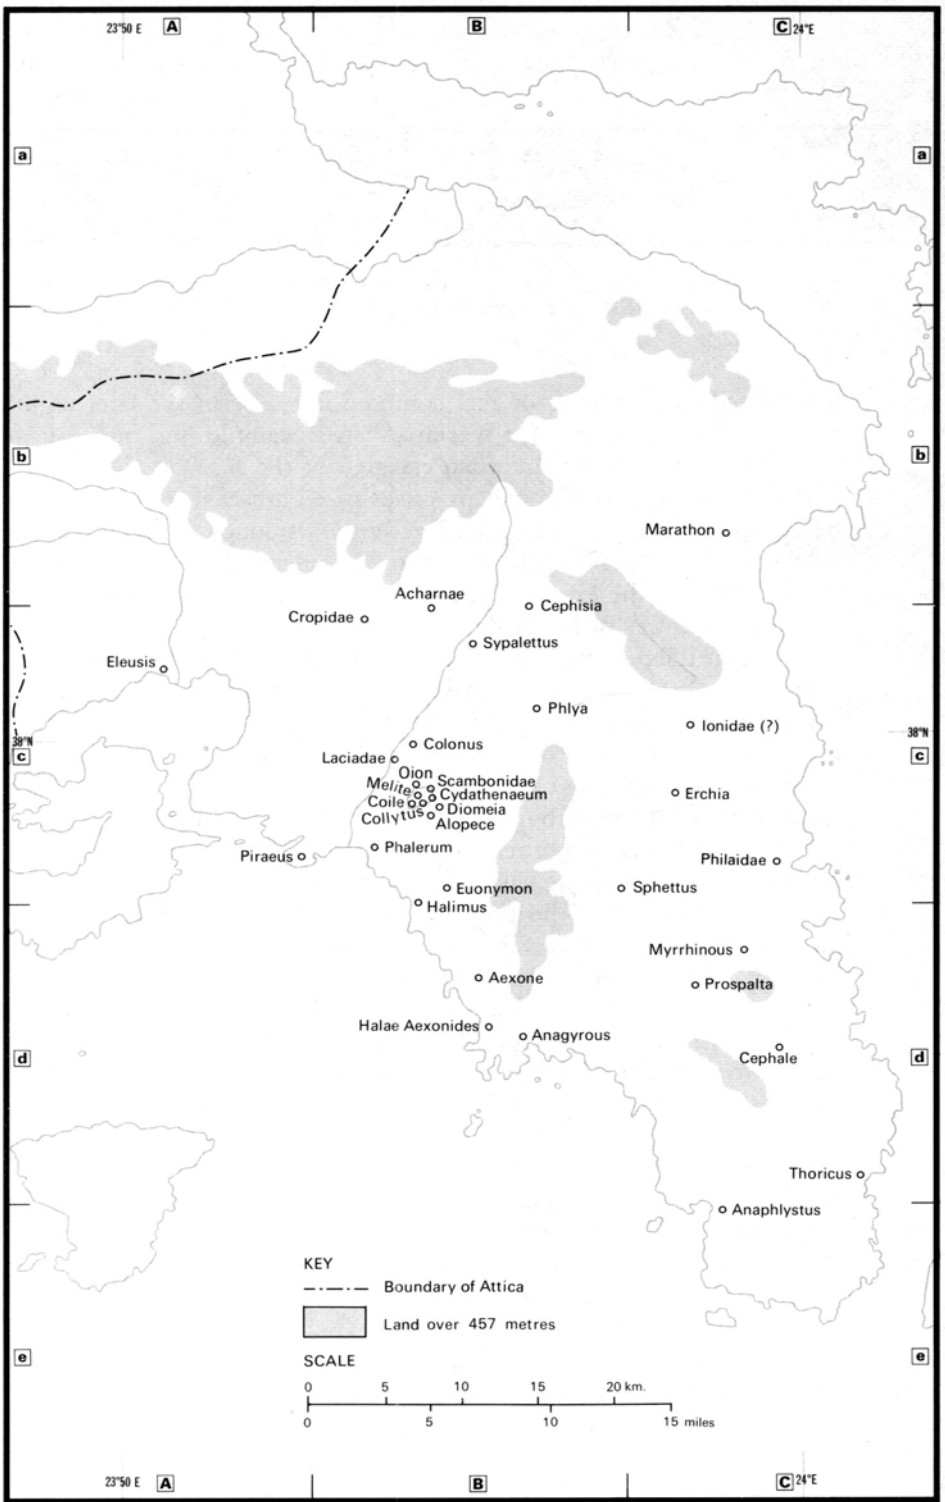 23°50 E A B C 24°E
a a
b b
Marathon
Acharnae
Cephisia
Cropidae
Sypalettus
Eleusis
Phlya
Ionidae (?)
38°N 38°N
Colonus
c c
Laciadae
Oion
Scambonidae
Melite
Cydathenaeum
Erchia
Coile
Diomeia
Collytus
Alopece
Phalerum
Piraeus
Philaidae
Euonymon
Sphettus
Halimus
Myrrhinous
Aexone
Prospalta
Halae Aexonides
Anagyrous
d d
Cephale
Thoricus
Anaphlystus
KEY
Boundary of Attica
Land over 457 metres
e e
SCALE
0 5 10 15 20 km.
0 5 10 15 miles
23°50 E A B C 24°E